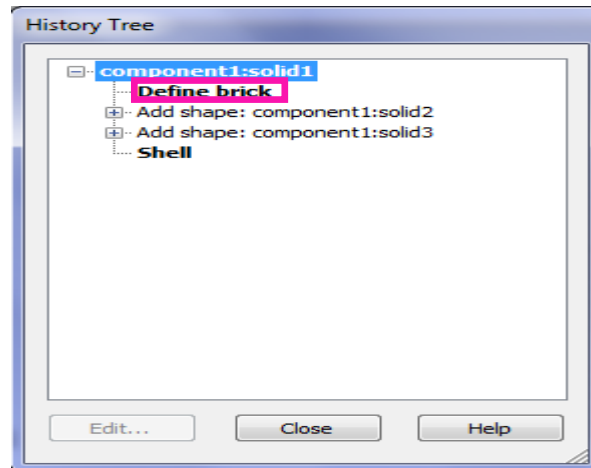 History Tree
component1:solid1
Define brick
Add shape: component1:solid2
Add shape: component1:solid3
Shell
Edit... Close Help